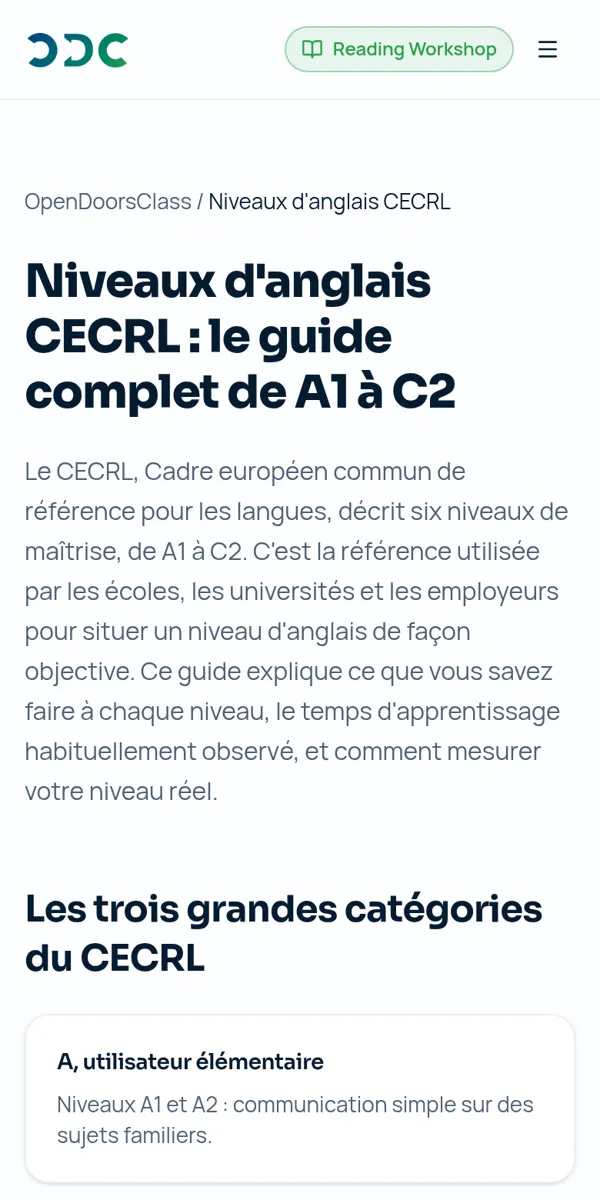 Reading Workshop
OpenDoorsClass / Niveaux d'anglais CECRL
Niveaux d'anglais
CECRL : le guide
complet de A1 à C2
Le CECRL, Cadre européen commun de
référence pour les langues, décrit six niveaux de
maîtrise, de A1 à C2. C'est la référence utilisée
par les écoles, les universités et les employeurs
pour situer un niveau d'anglais de façon
objective. Ce guide explique ce que vous savez
faire à chaque niveau, le temps d'apprentissage
habituellement observé, et comment mesurer
votre niveau réel.
Les trois grandes catégories
du CECRL
A, utilisateur élémentaire
Niveaux A1 et A2 : communication simple sur des
sujets familiers.